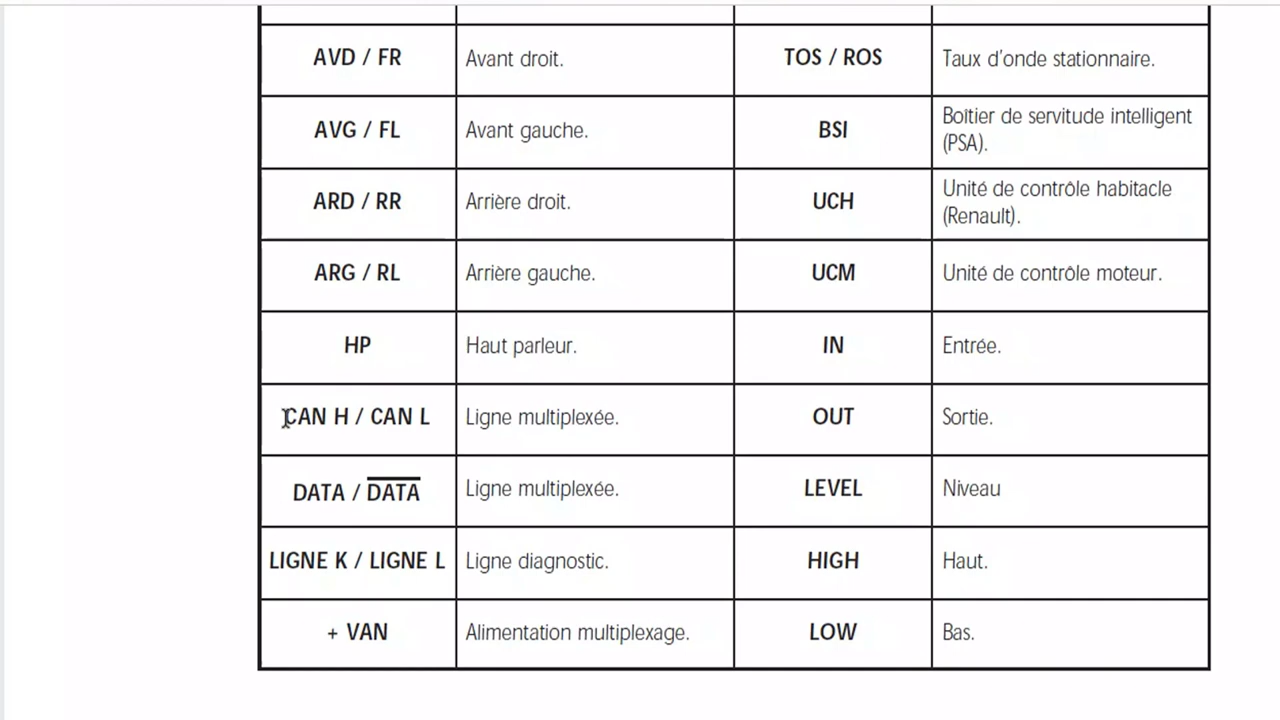 AVD / FR Avant droit. TOS / ROS Taux d'onde stationnaire.
AVG / FL Avant gauche. BSI Boîtier de servitude intelligent
(PSA).
ARD / RR Arrière droit. UCH Unité de contrôle habitacle
(Renault).
ARG / RL Arrière gauche. UCM Unité de contrôle moteur.
HP Haut parleur. IN Entrée.
CAN H / CAN L Ligne multiplexée. OUT Sortie.
DATA / D̅A̅T̅A̅ Ligne multiplexée. LEVEL Niveau
LIGNE K / LIGNE L Ligne diagnostic. HIGH Haut.
+ VAN Alimentation multiplexage. LOW Bas.